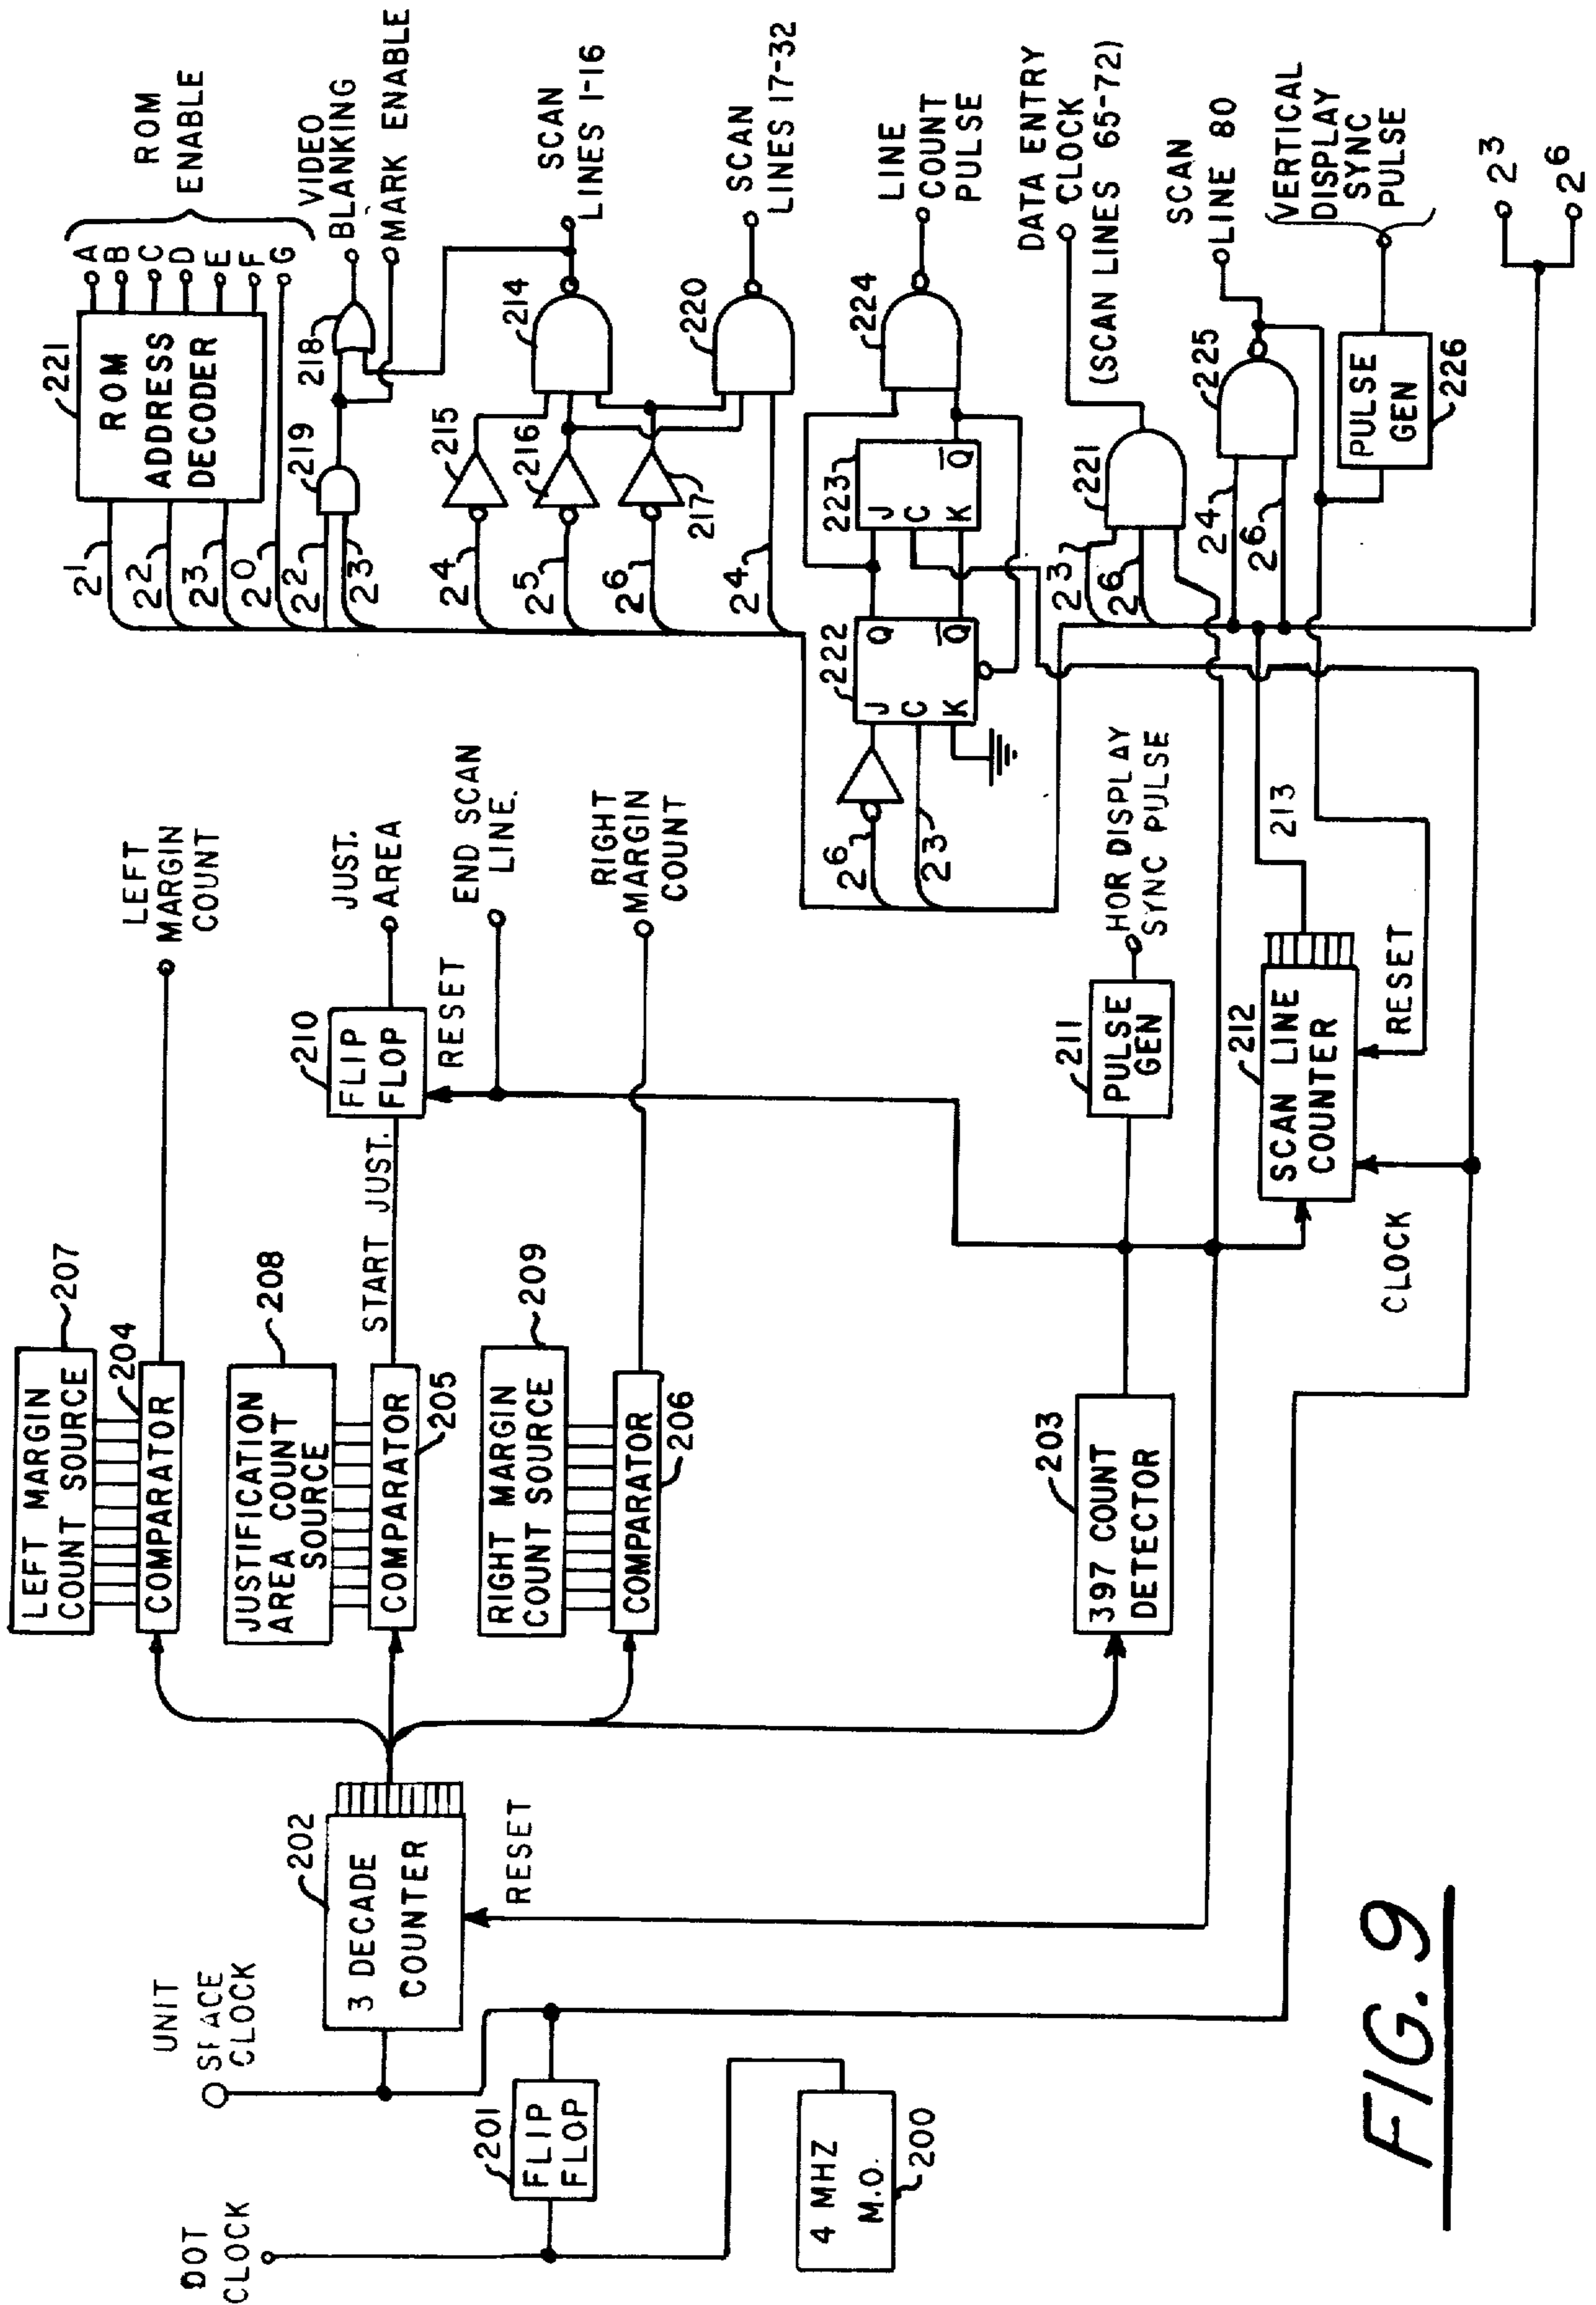 DOT
CLOCK
UNIT
SPACE
CLOCK
4 MHZ
M.O.
200
201
FLIP
FLOP
202
3 DECADE
COUNTER
RESET
LEFT MARGIN
COUNT SOURCE
207
204
COMPARATOR
LEFT
MARGIN
COUNT
JUSTIFICATION
AREA COUNT
SOURCE
208
COMPARATOR
205
START JUST.
210
FLIP
FLOP
RESET
JUST.
AREA
END SCAN
LINE.
RIGHT MARGIN
COUNT SOURCE
209
COMPARATOR
206
RIGHT
MARGIN
COUNT
203
397 COUNT
DETECTOR
211
PULSE
GEN
HOR DISPLAY
SYNC PULSE
212
SCAN LINE
COUNTER
CLOCK
RESET
213
221
ROM
ADDRESS
DECODER
2¹
2²
2³
2⁰
A
B
C
D
E
F
G
ROM
ENABLE
2²
2³
219
218
VIDEO
BLANKING
MARK ENABLE
2⁴
2⁵
2⁶
2⁴
215
216
217
214
SCAN
LINES 1-16
220
SCAN
LINES 17-32
2⁶
2³
222
J
C
K
Q
Q̅
223
J
C
K
Q̅
224
LINE
COUNT
PULSE
2³
2⁶
221
DATA ENTRY
CLOCK
(SCAN LINES 65-72)
2⁴
2⁶
225
SCAN
LINE 80
PULSE
GEN
226
VERTICAL
DISPLAY
SYNC
PULSE
2³
2⁶
FIG. 9